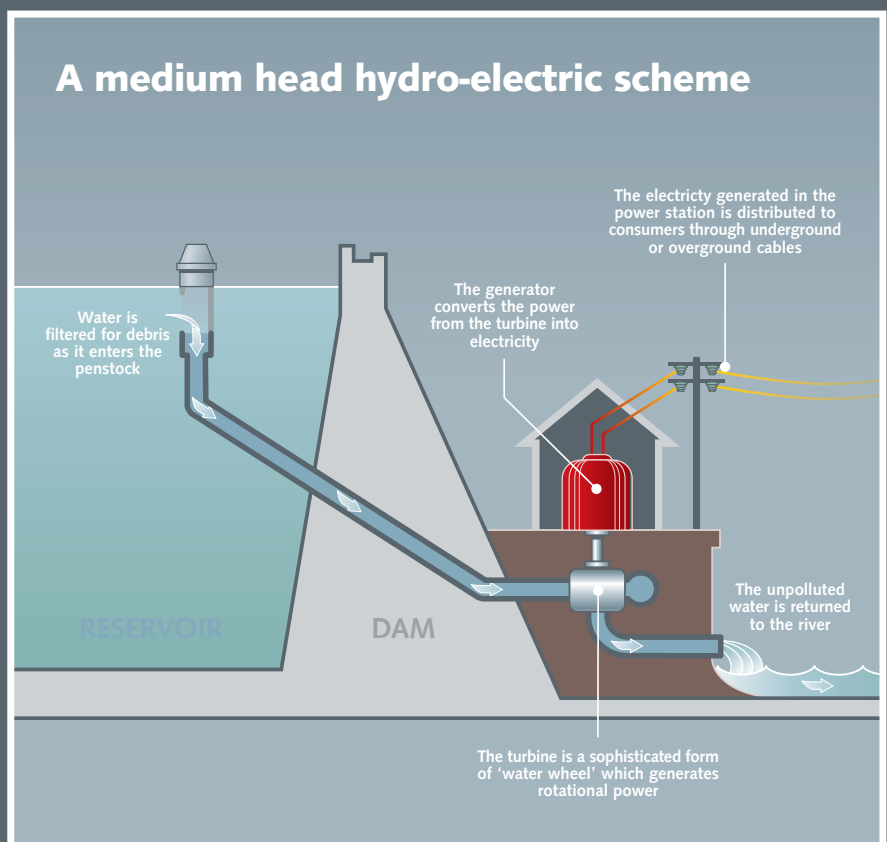 A medium head hydro-electric scheme
The electricty generated in the
power station is distributed to
consumers through underground
or overground cables
The generator
converts the power
from the turbine into
electricity
Water is
filtered for debris
as it enters the
penstock
The unpolluted
water is returned
to the river
RESERVOIR
DAM
The turbine is a sophisticated form
of ‘water wheel’ which generates
rotational power